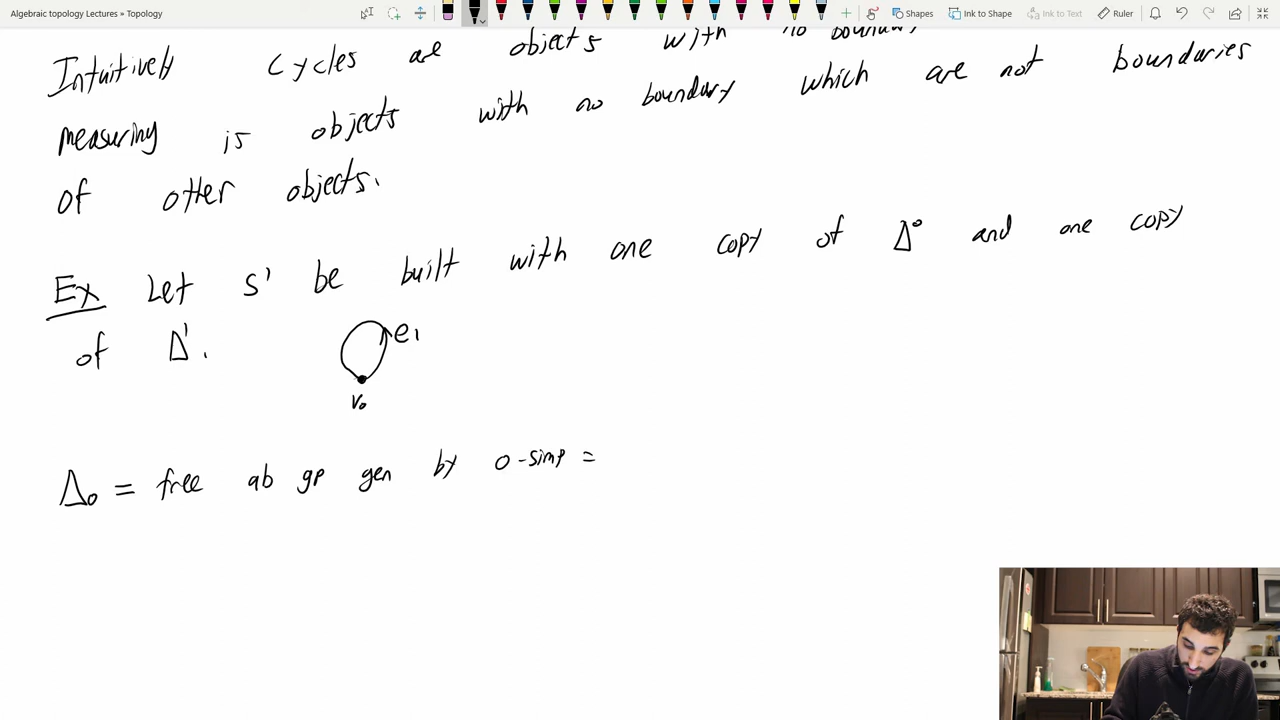 Algebraic topology Lectures » Topology
Shapes
Ink to Shape
Ink to Text
Ruler
Intuitively cycles are objects with no boundary
measuring is objects with no boundary which are not boundaries
of other objects.
Ex Let S¹ be built with one copy of Δ⁰ and one copy
of Δ¹.
e₁
v₀
Δ₀ = free ab gp gen by 0-simp =